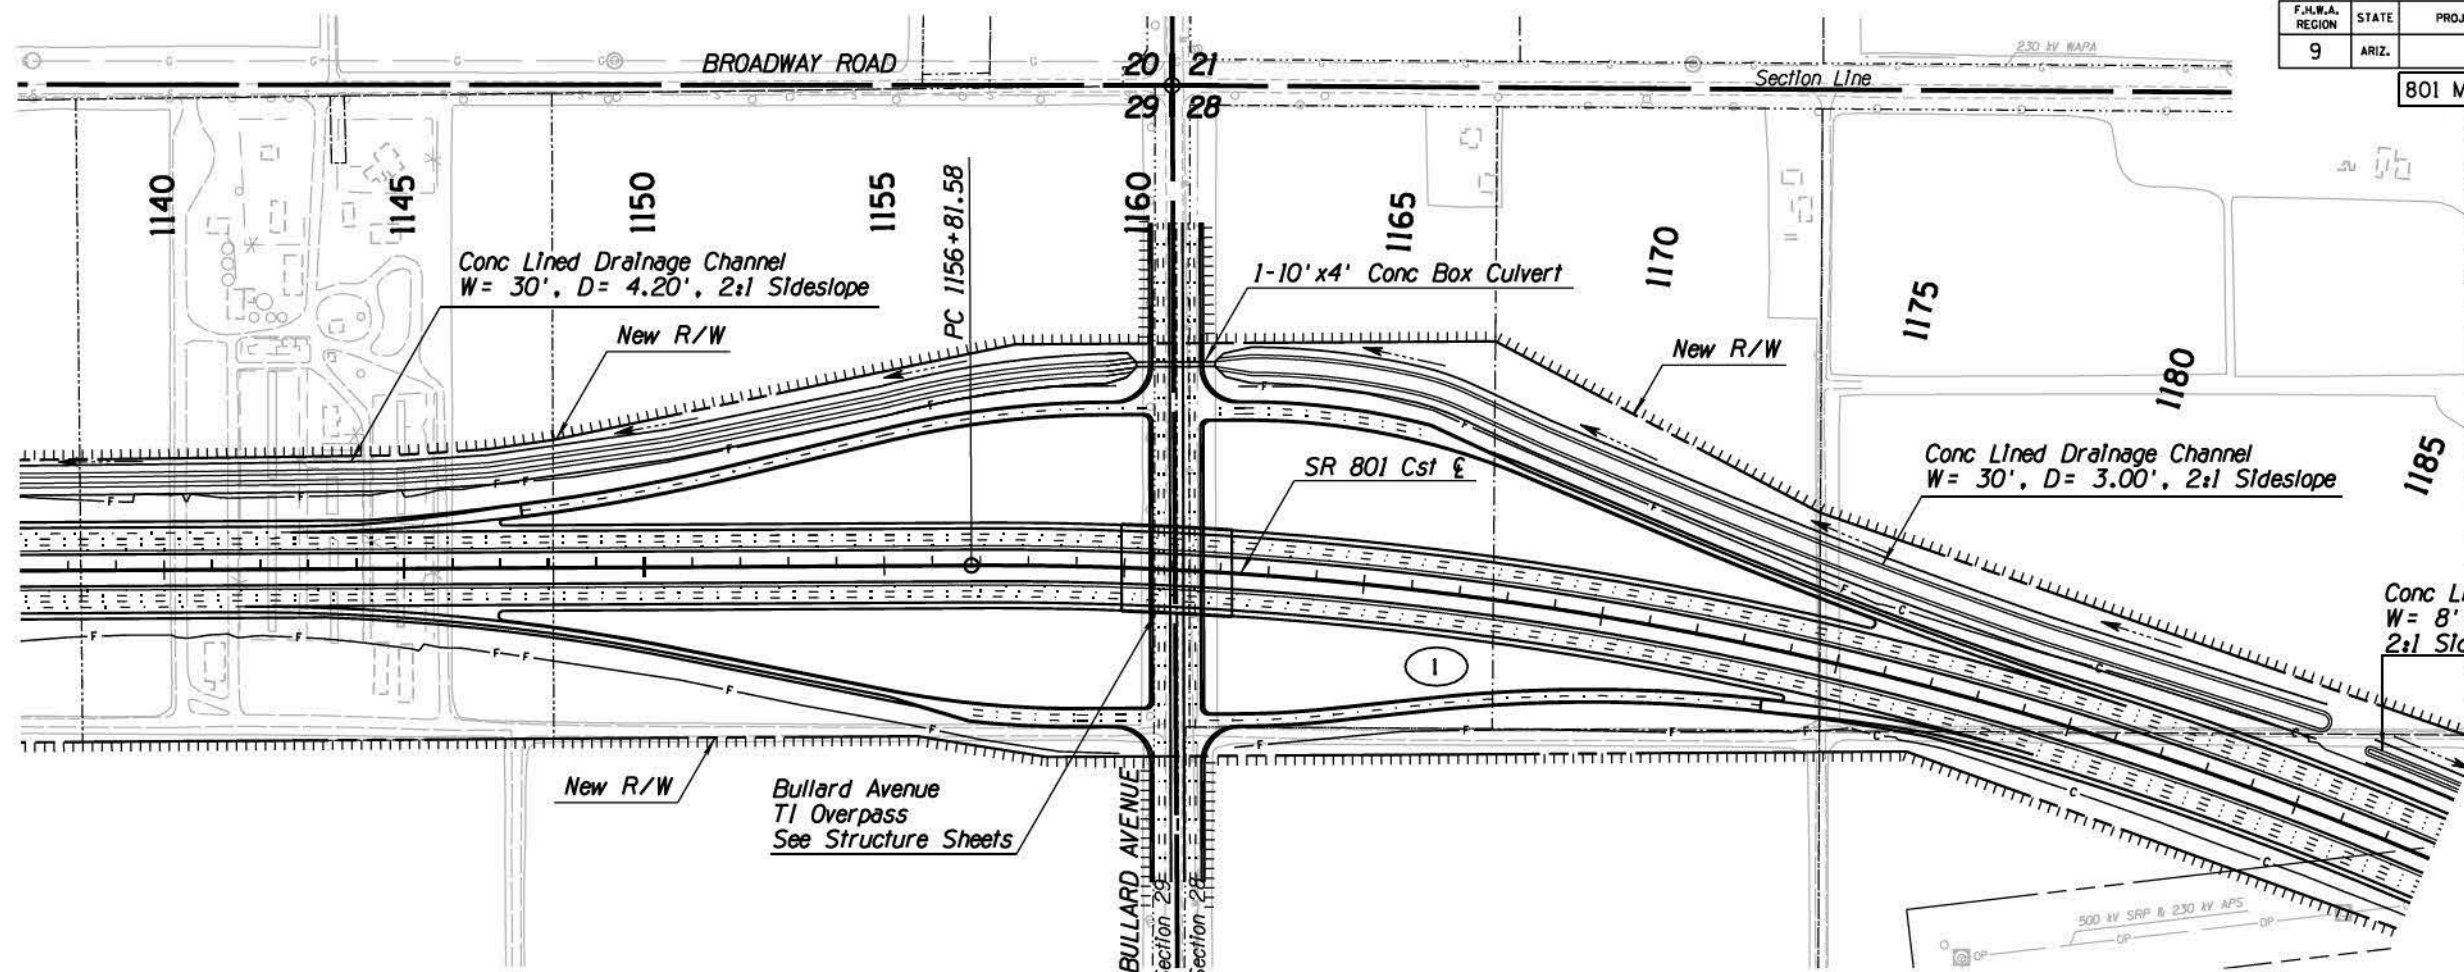 F.H.W.A. REGION
STATE
PROJ
9
ARIZ.
801 M
230 kV WAPA
BROADWAY ROAD
20 21
29 28
Section Line
1140
1145
1150
1155
PC 1156+81.58
1160
1165
1170
1175
1180
1185
Conc Lined Drainage Channel
W= 30', D= 4.20', 2:1 Sideslope
1-10'x4' Conc Box Culvert
New R/W
New R/W
SR 801 Cst ℄
Conc Lined Drainage Channel
W= 30', D= 3.00', 2:1 Sideslope
W= 8'
1
New R/W
Bullard Avenue
TI Overpass
See Structure Sheets
BULLARD AVENUE
Section 29
Section 28
500 kV SRP & 230 kV APS